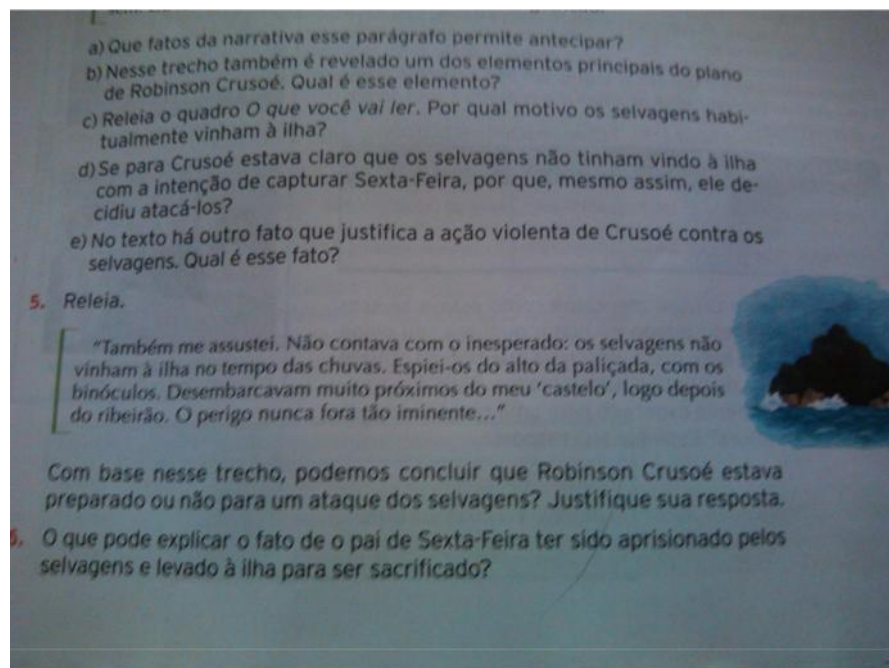 a) Que fatos da narrativa esse parágrafo permite antecipar?
b) Nesse trecho também é revelado um dos elementos principais do plano
de Robinson Crusoé. Qual é esse elemento?
c) Releia o quadro O que você vai ler. Por qual motivo os selvagens habi-
tualmente vinham à ilha?
d) Se para Crusoé estava claro que os selvagens não tinham vindo à ilha
com a intenção de capturar Sexta-Feira, por que, mesmo assim, ele de-
cidiu atacá-los?
e) No texto há outro fato que justifica a ação violenta de Crusoé contra os
selvagens. Qual é esse fato?
5. Releia.
"Também me assustei. Não contava com o inesperado: os selvagens não
vinham à ilha no tempo das chuvas. Espiei-os do alto da paliçada, com os
binóculos. Desembarcavam muito próximos do meu 'castelo', logo depois
do ribeirão. O perigo nunca fora tão iminente..."
Com base nesse trecho, podemos concluir que Robinson Crusoé estava
preparado ou não para um ataque dos selvagens? Justifique sua resposta.
6. O que pode explicar o fato de o pai de Sexta-Feira ter sido aprisionado pelos
selvagens e levado à ilha para ser sacrificado?